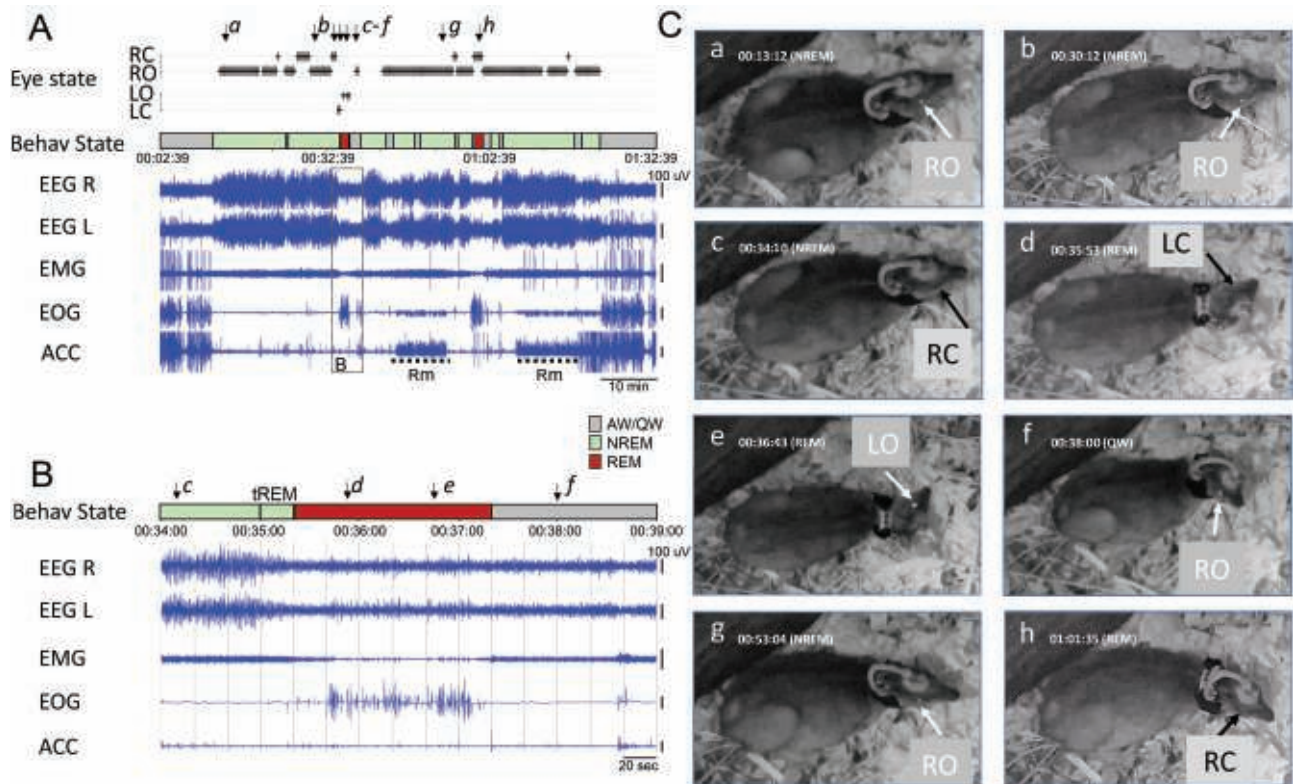 A
a b c-f g h
Eye state
RC
RO
LO
LC
Behav State
00:02:39 00:32:39 01:02:39 01:32:39
EEG R
100 uV
EEG L
EMG
EOG
ACC
B
Rm Rm
10 min
AW/QW
NREM
REM
B
c tREM d e f
Behav State
00:34:00 00:35:00 00:36:00 00:37:00 00:38:00 00:39:00
100 uV
EEG R
EEG L
EMG
EOG
ACC
20 sec
C
a 00:13:12 (NREM)
RO
b 00:30:12 (NREM)
RO
c 00:34:10 (NREM)
RC
d 00:35:53 (REM)
LC
e 00:36:43 (REM)
LO
f 00:38:00 (QW)
RO
g 00:53:04 (NREM)
RO
h 01:01:35 (REM)
RC